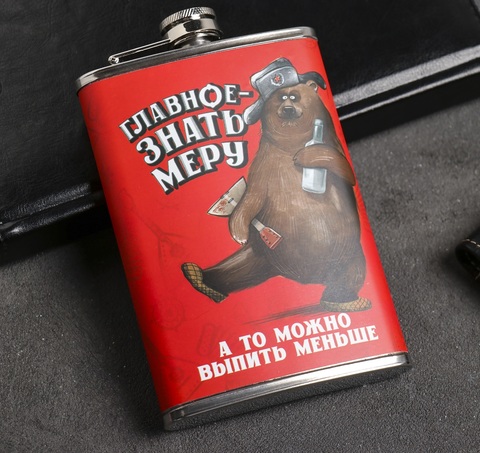 ГЛАВНОЕ-
ЗНАТЬ
МЕРУ
А ТО МОЖНО
ВЫПИТЬ МЕНЬШЕ